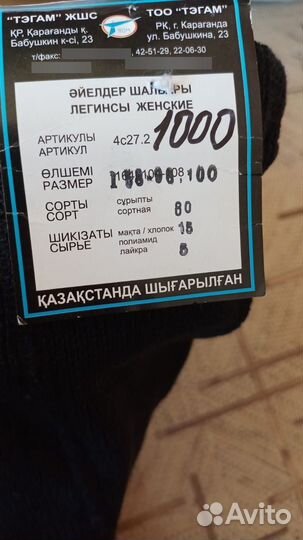 "ТЭГАМ" ЖШС
ТОО "ТЭГАМ"
ҚР, Қарағанды қ.
Бабушкин к-сі, 23
РК, г. Караганда
ул. Бабушкина, 23
т/факс: 42-51-29, 22-06-30
ӘЙЕЛДЕР ШАЛБАРЫ
ЛЕГИНСЫ ЖЕНСКИЕ
АРТИКУЛЫ
АРТИКУЛ 4с27.2 1000
ӨЛШЕМІ
РАЗМЕР 100
СОРТЫ сұрыпты
СОРТ сортная 80
ШИКІЗАТЫ мақта / хлопок 15
СЫРЬЕ полиамид
лайкра 5
ҚАЗАҚСТАНДА ШЫҒАРЫЛҒАН
Avito